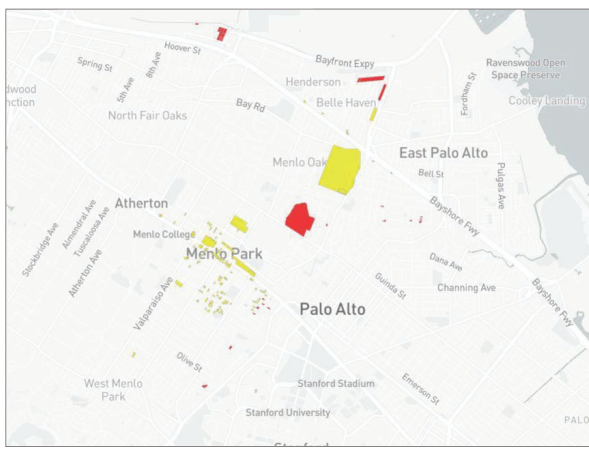 Hoover St
Spring St
8th Ave
5th Ave
Bayfront Expy
Ravenswood Open
Space Preserve
Henderson
Cooley Landing
Belle Haven
Fordham St
Bay Rd
North Fair Oaks
Menlo Oak
East Palo Alto
Bell St
Pulgas Ave
Bayshore Fwy
Atherton
Almendral Ave
Tuscaloosa Ave
Stockbridge Ave
Atherton Ave
Menlo College
Menlo Park
Dana Ave
Guinda St
Channing Ave
Valparaiso Ave
Palo Alto
Bayshore Fwy
Olive St
West Menlo
Park
Stanford Stadium
Emerson St
Stanford University
PALO